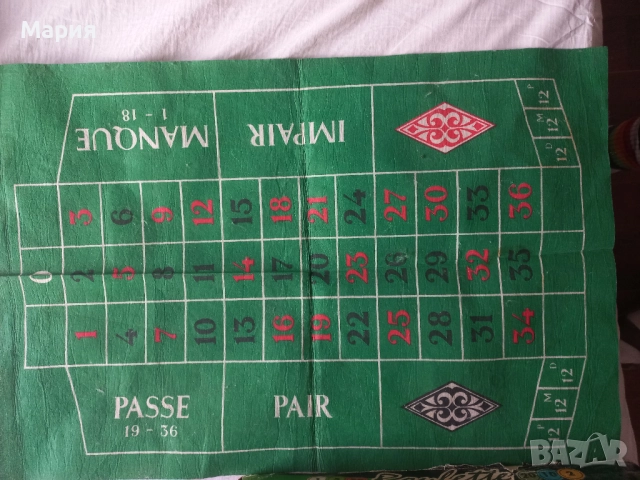 Мария
MANQUE
1 - 18
IMPAIR
P
12
M
12
D
12
3 6 9 12 15 18 21 24 27 30 33 36
0
2 5 8 11 14 17 20 23 26 29 32 35
1 4 7 10 13 16 19 22 25 28 31 34
PASSE
19 - 36
PAIR
P
12
M
12
D
12
BAZAR